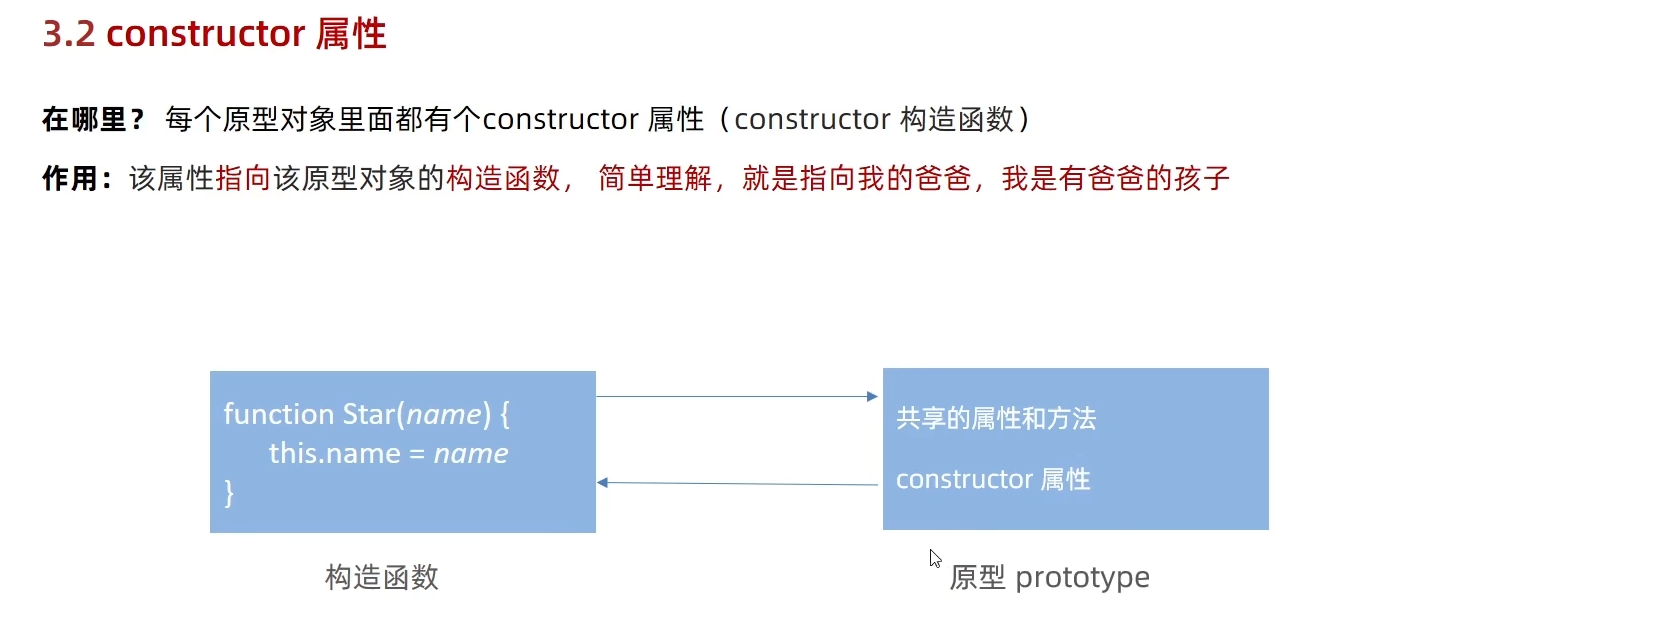 3.2 constructor 属性
在哪里？ 每个原型对象里面都有个constructor 属性（constructor 构造函数）
作用：该属性指向该原型对象的构造函数， 简单理解，就是指向我的爸爸，我是有爸爸的孩子
function Star(name) {
this.name = name
}
构造函数
共享的属性和方法
constructor 属性
原型 prototype